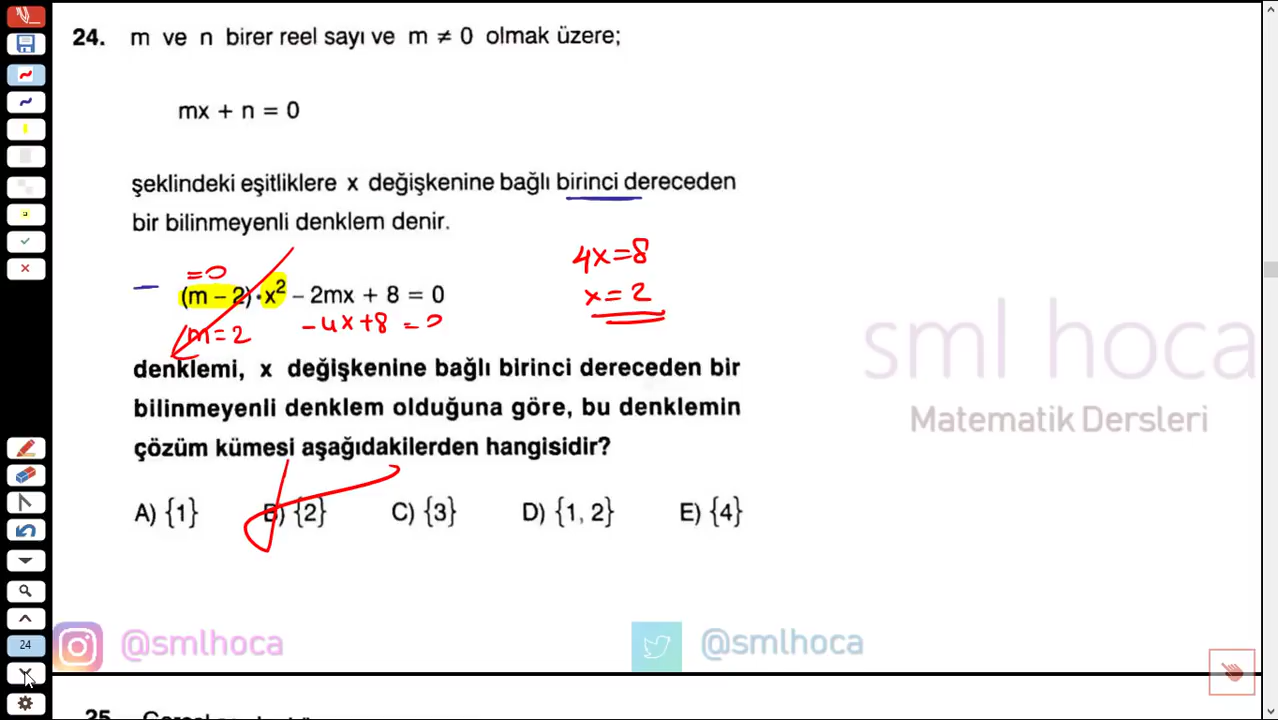 24. m ve n birer reel sayı ve m ≠ 0 olmak üzere;
mx + n = 0
şeklindeki eşitliklere x değişkenine bağlı birinci dereceden
bir bilinmeyenli denklem denir.
4x=8
=0
(m – 2)·x² – 2mx + 8 = 0
x=2
m=2 -4x+8=0
denklemi, x değişkenine bağlı birinci dereceden bir
bilinmeyenli denklem olduğuna göre, bu denklemin
çözüm kümesi aşağıdakilerden hangisidir?
A) {1} B) {2} C) {3} D) {1, 2} E) {4}
sml hoca
Matematik Dersleri
@smlhoca @smlhoca
24
25.